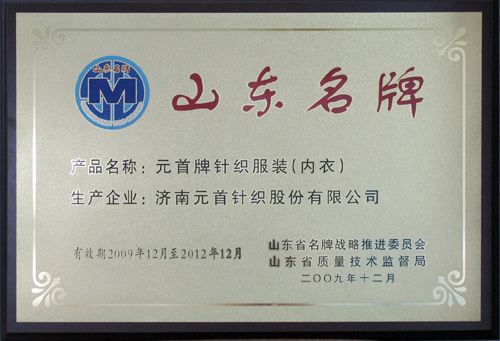 山东名牌
山东名牌
产品名称：元首牌针织服装(内衣)
生产企业：济南元首针织股份有限公司
有效期2009年12月至2012年12月
山东省名牌战略推进委员会
山东省质量技术监督局
二〇〇九年十二月